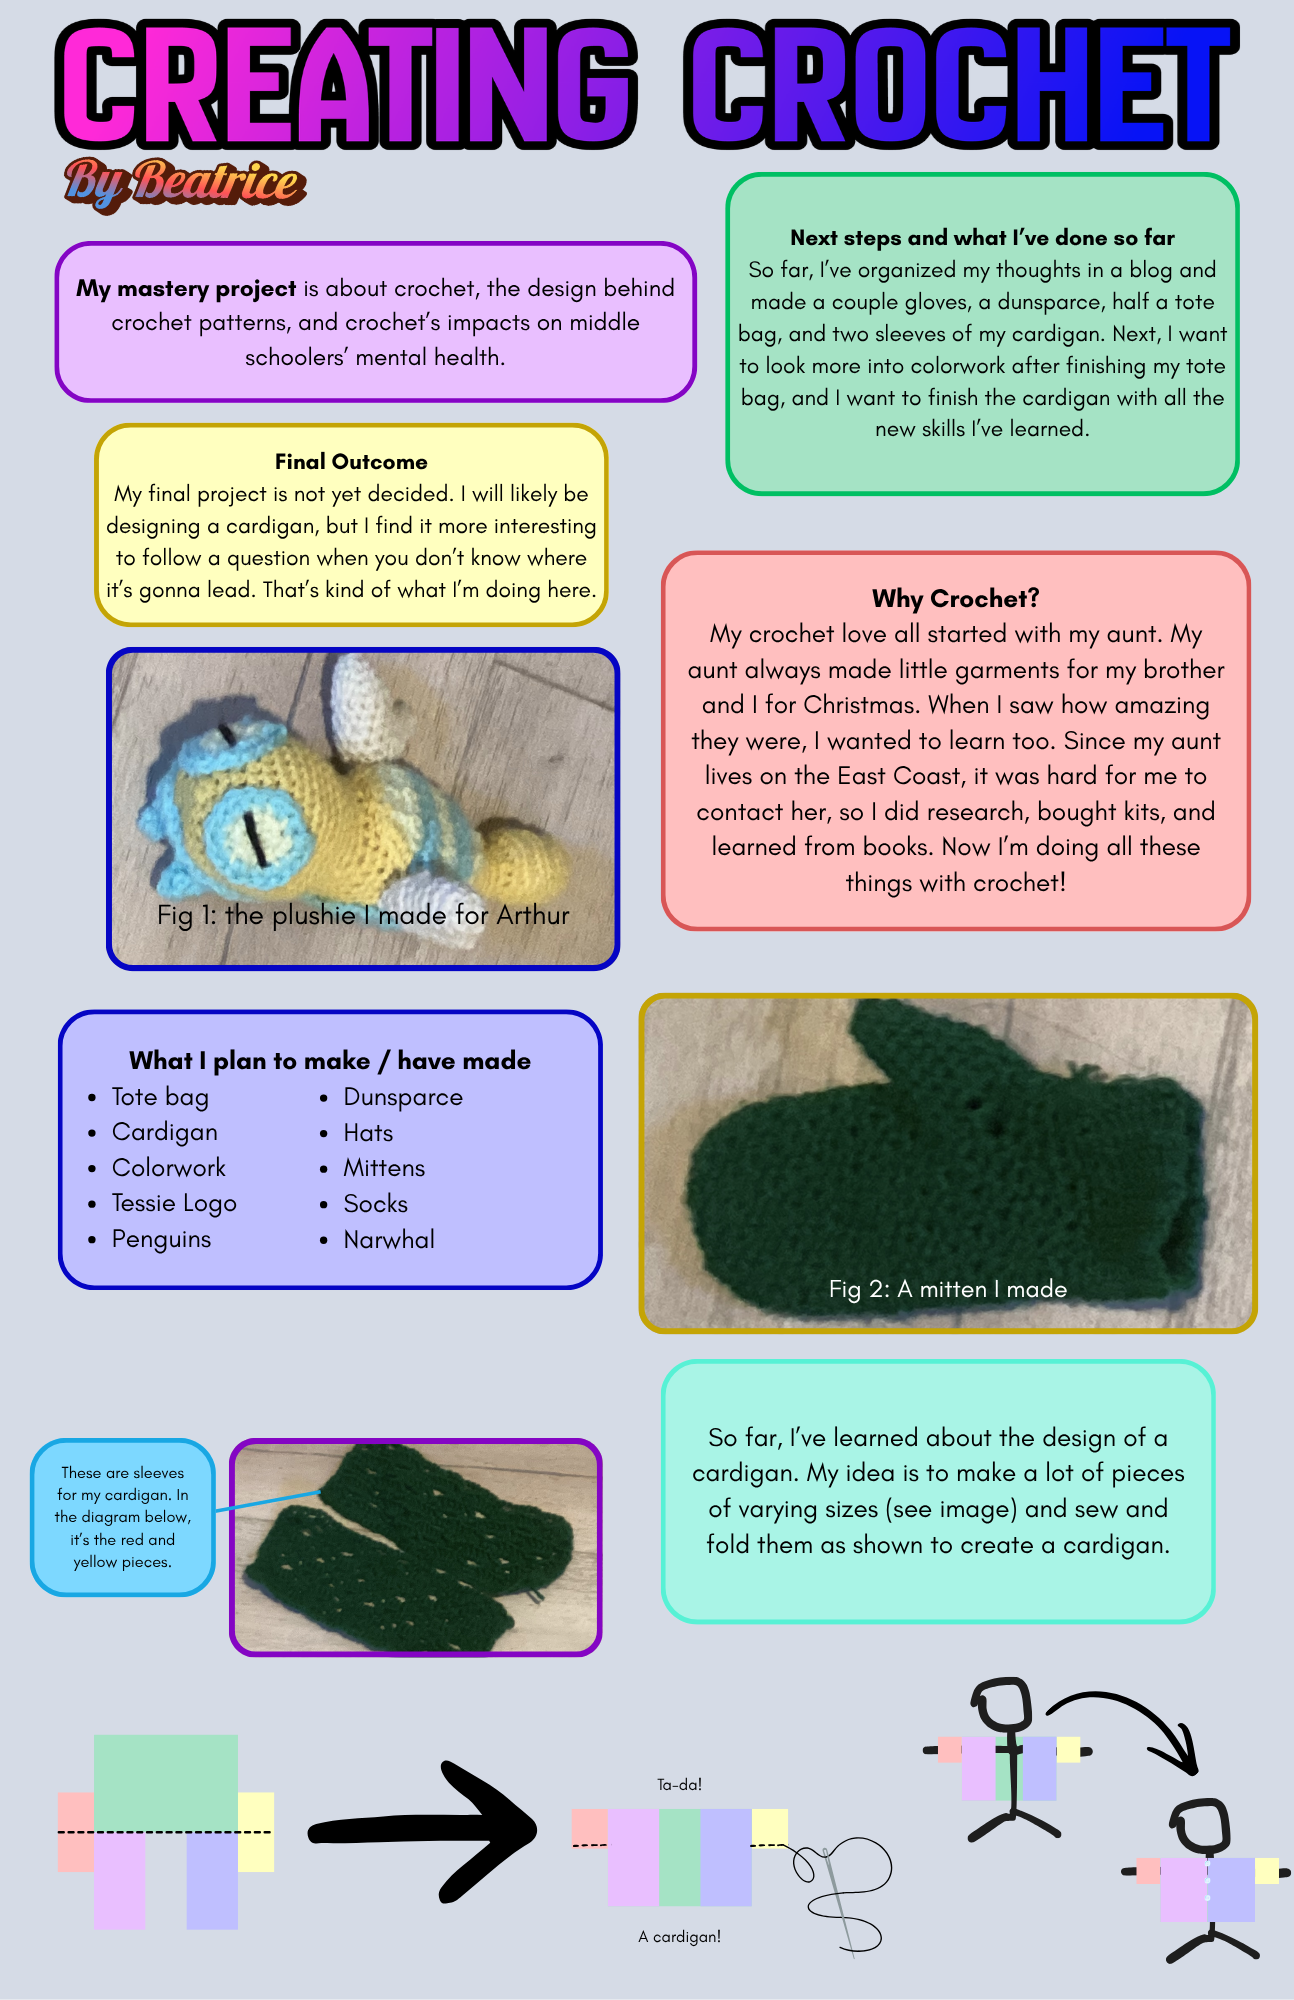 CREATING CROCHET
By Beatrice
My mastery project is about crochet, the design behind
crochet patterns, and crochet's impacts on middle
schoolers' mental health.
Next steps and what I've done so far
So far, I've organized my thoughts in a blog and
made a couple gloves, a dunsparce, half a tote
bag, and two sleeves of my cardigan. Next, I want
to look more into colorwork after finishing my tote
bag, and I want to finish the cardigan with all the
new skills I've learned.
Final Outcome
My final project is not yet decided. I will likely be
designing a cardigan, but I find it more interesting
to follow a question when you don't know where
it's gonna lead. That's kind of what I'm doing here.
Why Crochet?
My crochet love all started with my aunt. My
aunt always made little garments for my brother
and I for Christmas. When I saw how amazing
they were, I wanted to learn too. Since my aunt
lives on the East Coast, it was hard for me to
contact her, so I did research, bought kits, and
learned from books. Now I'm doing all these
things with crochet!
Fig 1: the plushie I made for Arthur
What I plan to make / have made
• Tote bag
• Cardigan
• Colorwork
• Tessie Logo
• Penguins
• Dunsparce
• Hats
• Mittens
• Socks
• Narwhal
Fig 2: A mitten I made
These are sleeves
for my cardigan. In
the diagram below,
it's the red and
yellow pieces.
So far, I've learned about the design of a
cardigan. My idea is to make a lot of pieces
of varying sizes (see image) and sew and
fold them as shown to create a cardigan.
Ta-da!
A cardigan!